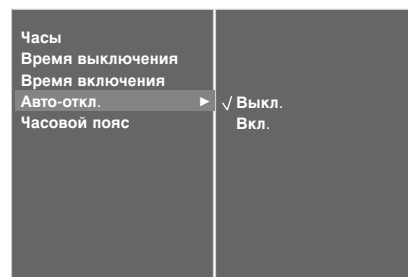 Часы
Время выключения
Время включения
Авто-откл. ► √ Выкл.
Часовой пояс Вкл.